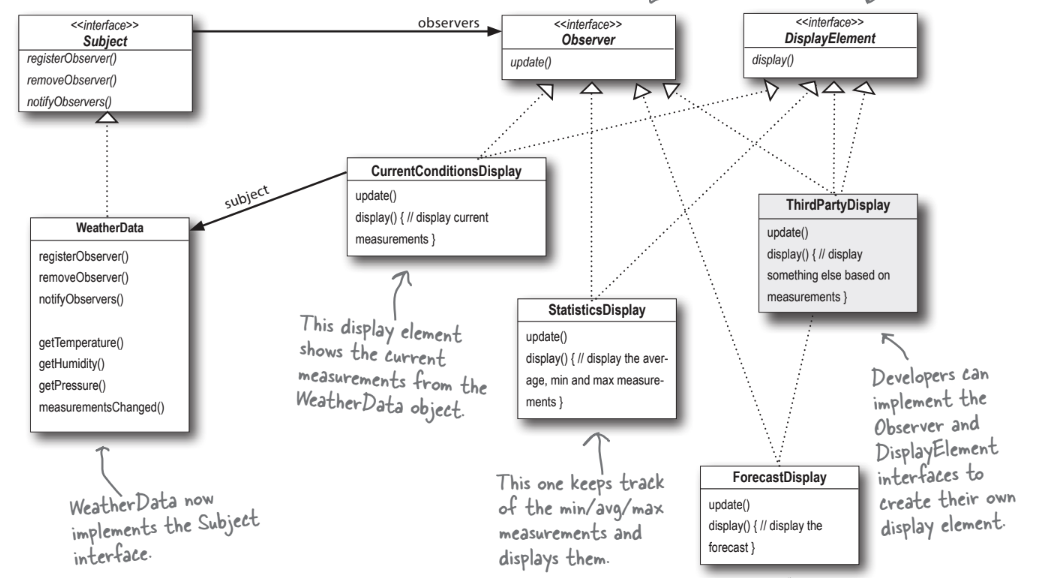 <<interface>>
Subject
registerObserver()
removeObserver()
notifyObservers()
observers
<<interface>>
Observer
update()
<<interface>>
DisplayElement
display()
subject
WeatherData
registerObserver()
removeObserver()
notifyObservers()
getTemperature()
getHumidity()
getPressure()
measurementsChanged()
CurrentConditionsDisplay
update()
display() { // display current
measurements }
StatisticsDisplay
update()
display() { // display the aver-
age, min and max measure-
ments }
ThirdPartyDisplay
update()
display() { // display
something else based on
measurements }
ForecastDisplay
update()
display() { // display the
forecast }
This display element
shows the current
measurements from the
WeatherData object.
WeatherData now
implements the Subject
interface.
This one keeps track
of the min/avg/max
measurements and
displays them.
Developers can
implement the
Observer and
DisplayElement
interfaces to
create their own
display element.